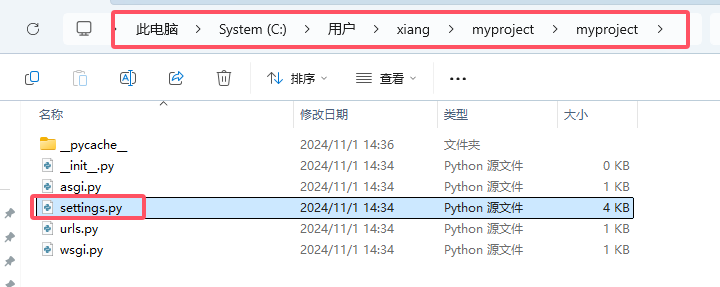 此电脑 > System (C:) > 用户 > xiang > myproject > myproject >
排序 查看 ...
名称 修改日期 类型 大小
__pycache__ 2024/11/1 14:36 文件夹
__init__.py 2024/11/1 14:34 Python 源文件 0 KB
asgi.py 2024/11/1 14:34 Python 源文件 1 KB
settings.py 2024/11/1 14:34 Python 源文件 4 KB
urls.py 2024/11/1 14:34 Python 源文件 1 KB
wsgi.py 2024/11/1 14:34 Python 源文件 1 KB